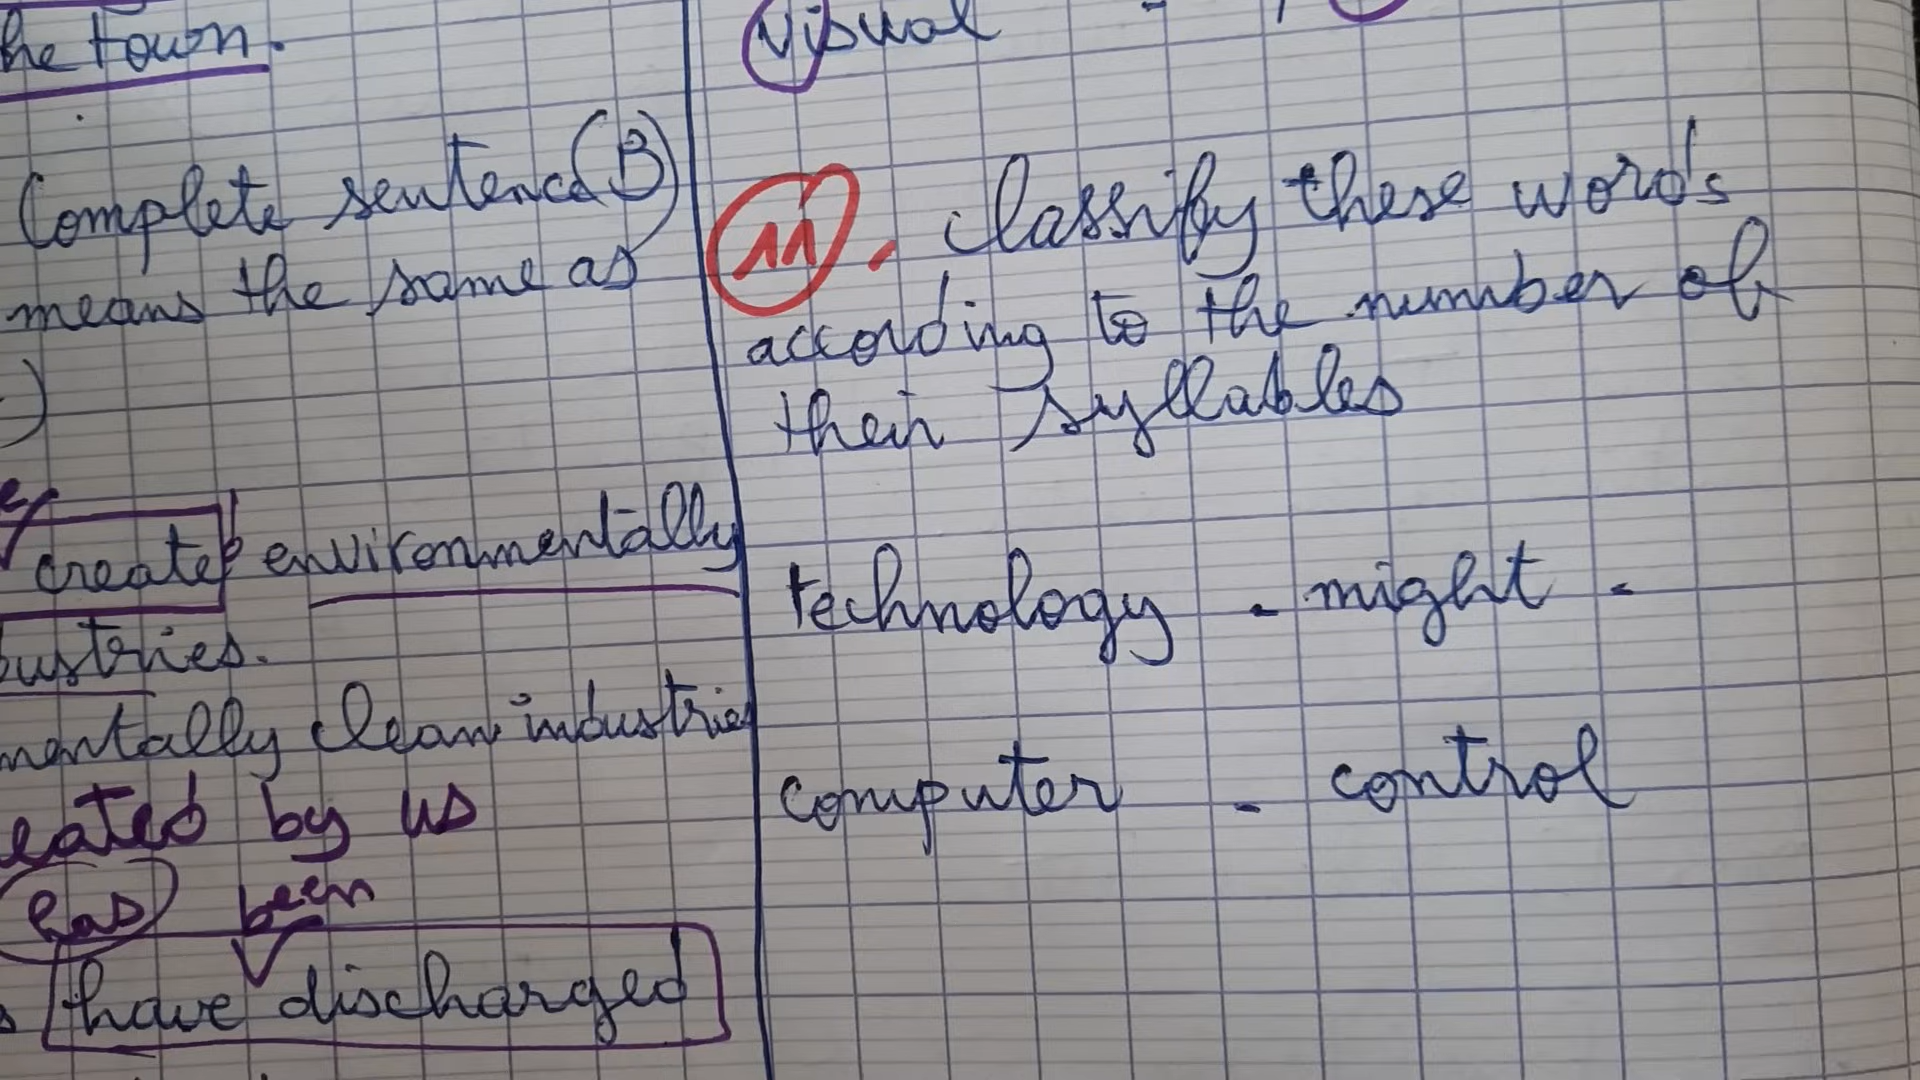 he town.
Complete sentence (B)
means the same as
)
create environmentally
ustries.
mentally clean industrie
eated by us
has been
have discharged
visual -
11. classify these words
according to the number of
their syllables
technology - might -
computer - control